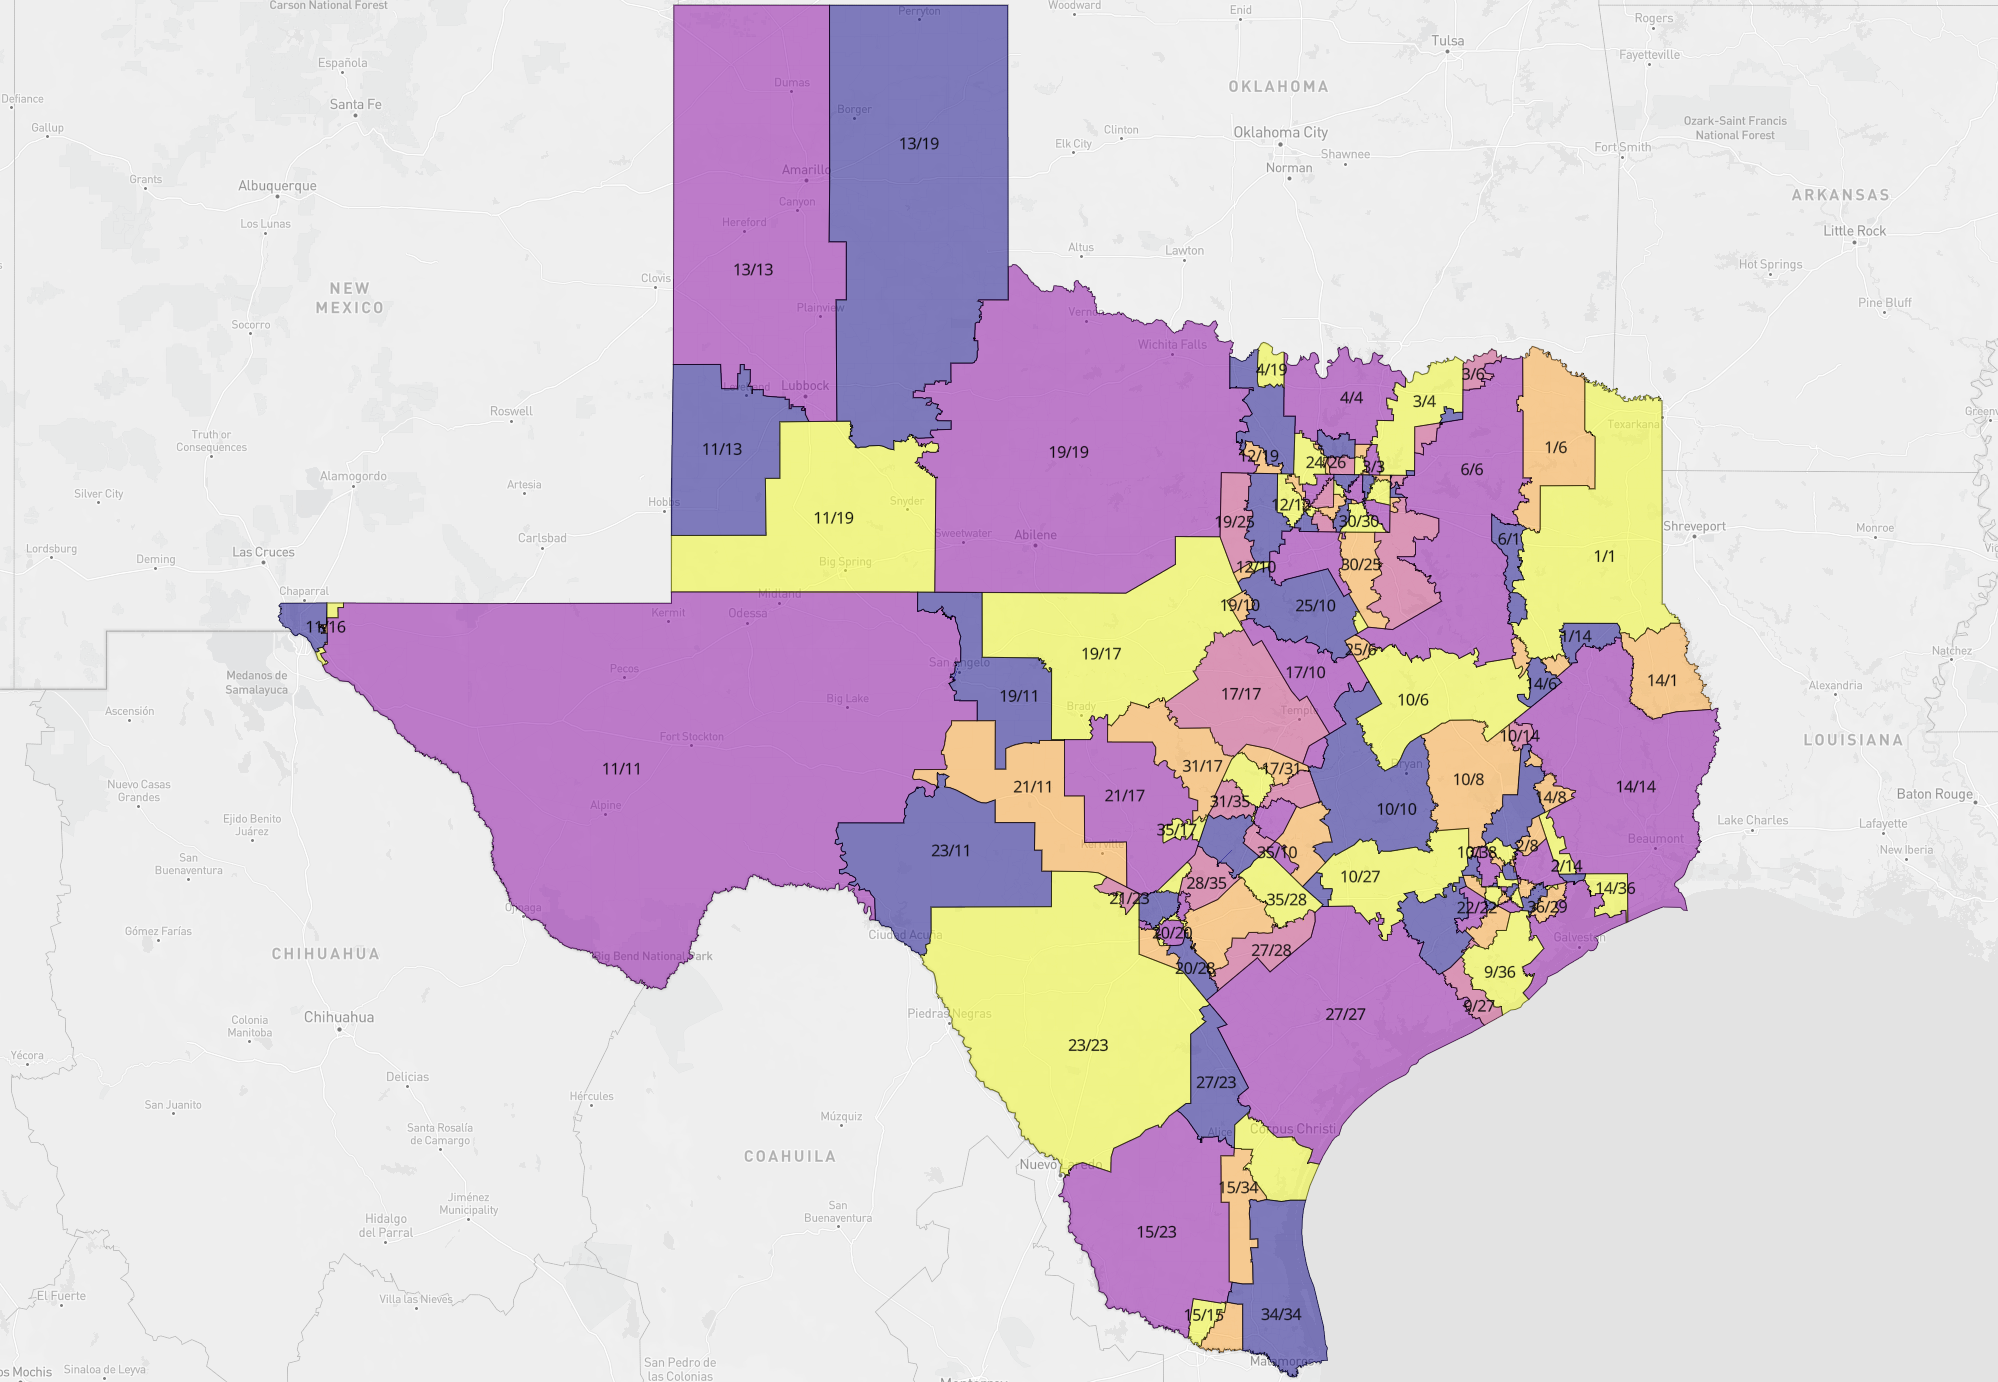 Carson National Forest
Woodward
Enid
Rogers
Perryton
Tulsa
Fayetteville
Española
Dumas
OKLAHOMA
Defiance
Santa Fe
Borger
Gallup
Clinton
Oklahoma City
Ozark-Saint Francis
National Forest
Elk City
13/19
Shawnee
Fort Smith
Amarillo
Norman
Grants
Albuquerque
ARKANSAS
Canyon
Los Lunas
Hereford
Little Rock
Altus
Lawton
13/13
Hot Springs
Clovis
NEW
MEXICO
Plainview
Pine Bluff
Vernon
Socorro
Wichita Falls
4/19
3/6
Levelland
Lubbock
4/4
3/4
Roswell
Texarkana
Truth or
Consequences
11/13
19/19
12/19
24/26
3/3
6/6
1/6
Alamogordo
Artesia
Silver City
Hobbs
Snyder
12/12
11/19
19/25
30/30
Shreveport
Monroe
Carlsbad
Sweetwater
Abilene
6/1
Lordsburg
Deming
Las Cruces
Big Spring
12/10
30/25
1/1
Chaparral
Midland
Kermit
Odessa
19/10
25/10
11/16
1/14
San Angelo
19/17
25/6
Natchez
Medanos de
Samalayuca
Pecos
17/10
14/6
14/1
Alexandria
19/11
17/17
10/6
Big Lake
Brady
Temple
Ascensión
Fort Stockton
10/14
LOUISIANA
Bryan
11/11
31/17
17/31
10/8
Nuevo Casas
Grandes
21/11
21/17
31/35
14/8
14/14
Baton Rouge
Alpine
10/10
Ejido Benito
Juárez
35/17
Lake Charles
Lafayette
Beaumont
Kerrville
23/11
35/10
2/8
New Iberia
San
Buenaventura
2/14
10/27
28/35
14/36
21/23
35/28
22/22
36/29
Ojinaga
Gómez Farías
Ciudad Acuña
20/20
Galveston
CHIHUAHUA
Big Bend National Park
27/28
20/28
9/36
9/27
Chihuahua
Colonia
Manitoba
Piedras Negras
27/27
Yécora
23/23
Delicias
27/23
San Juanito
Hércules
Múzquiz
Santa Rosalía
de Camargo
Alice
Corpus Christi
COAHUILA
Nuevo Laredo
15/34
Jiménez
Municipality
San
Buenaventura
Hidalgo
del Parral
15/23
El Fuerte
Villa las Nieves
15/15
34/34
San Pedro de
las Colonias
Matamoros
os Mochis
Sinaloa de Leyva